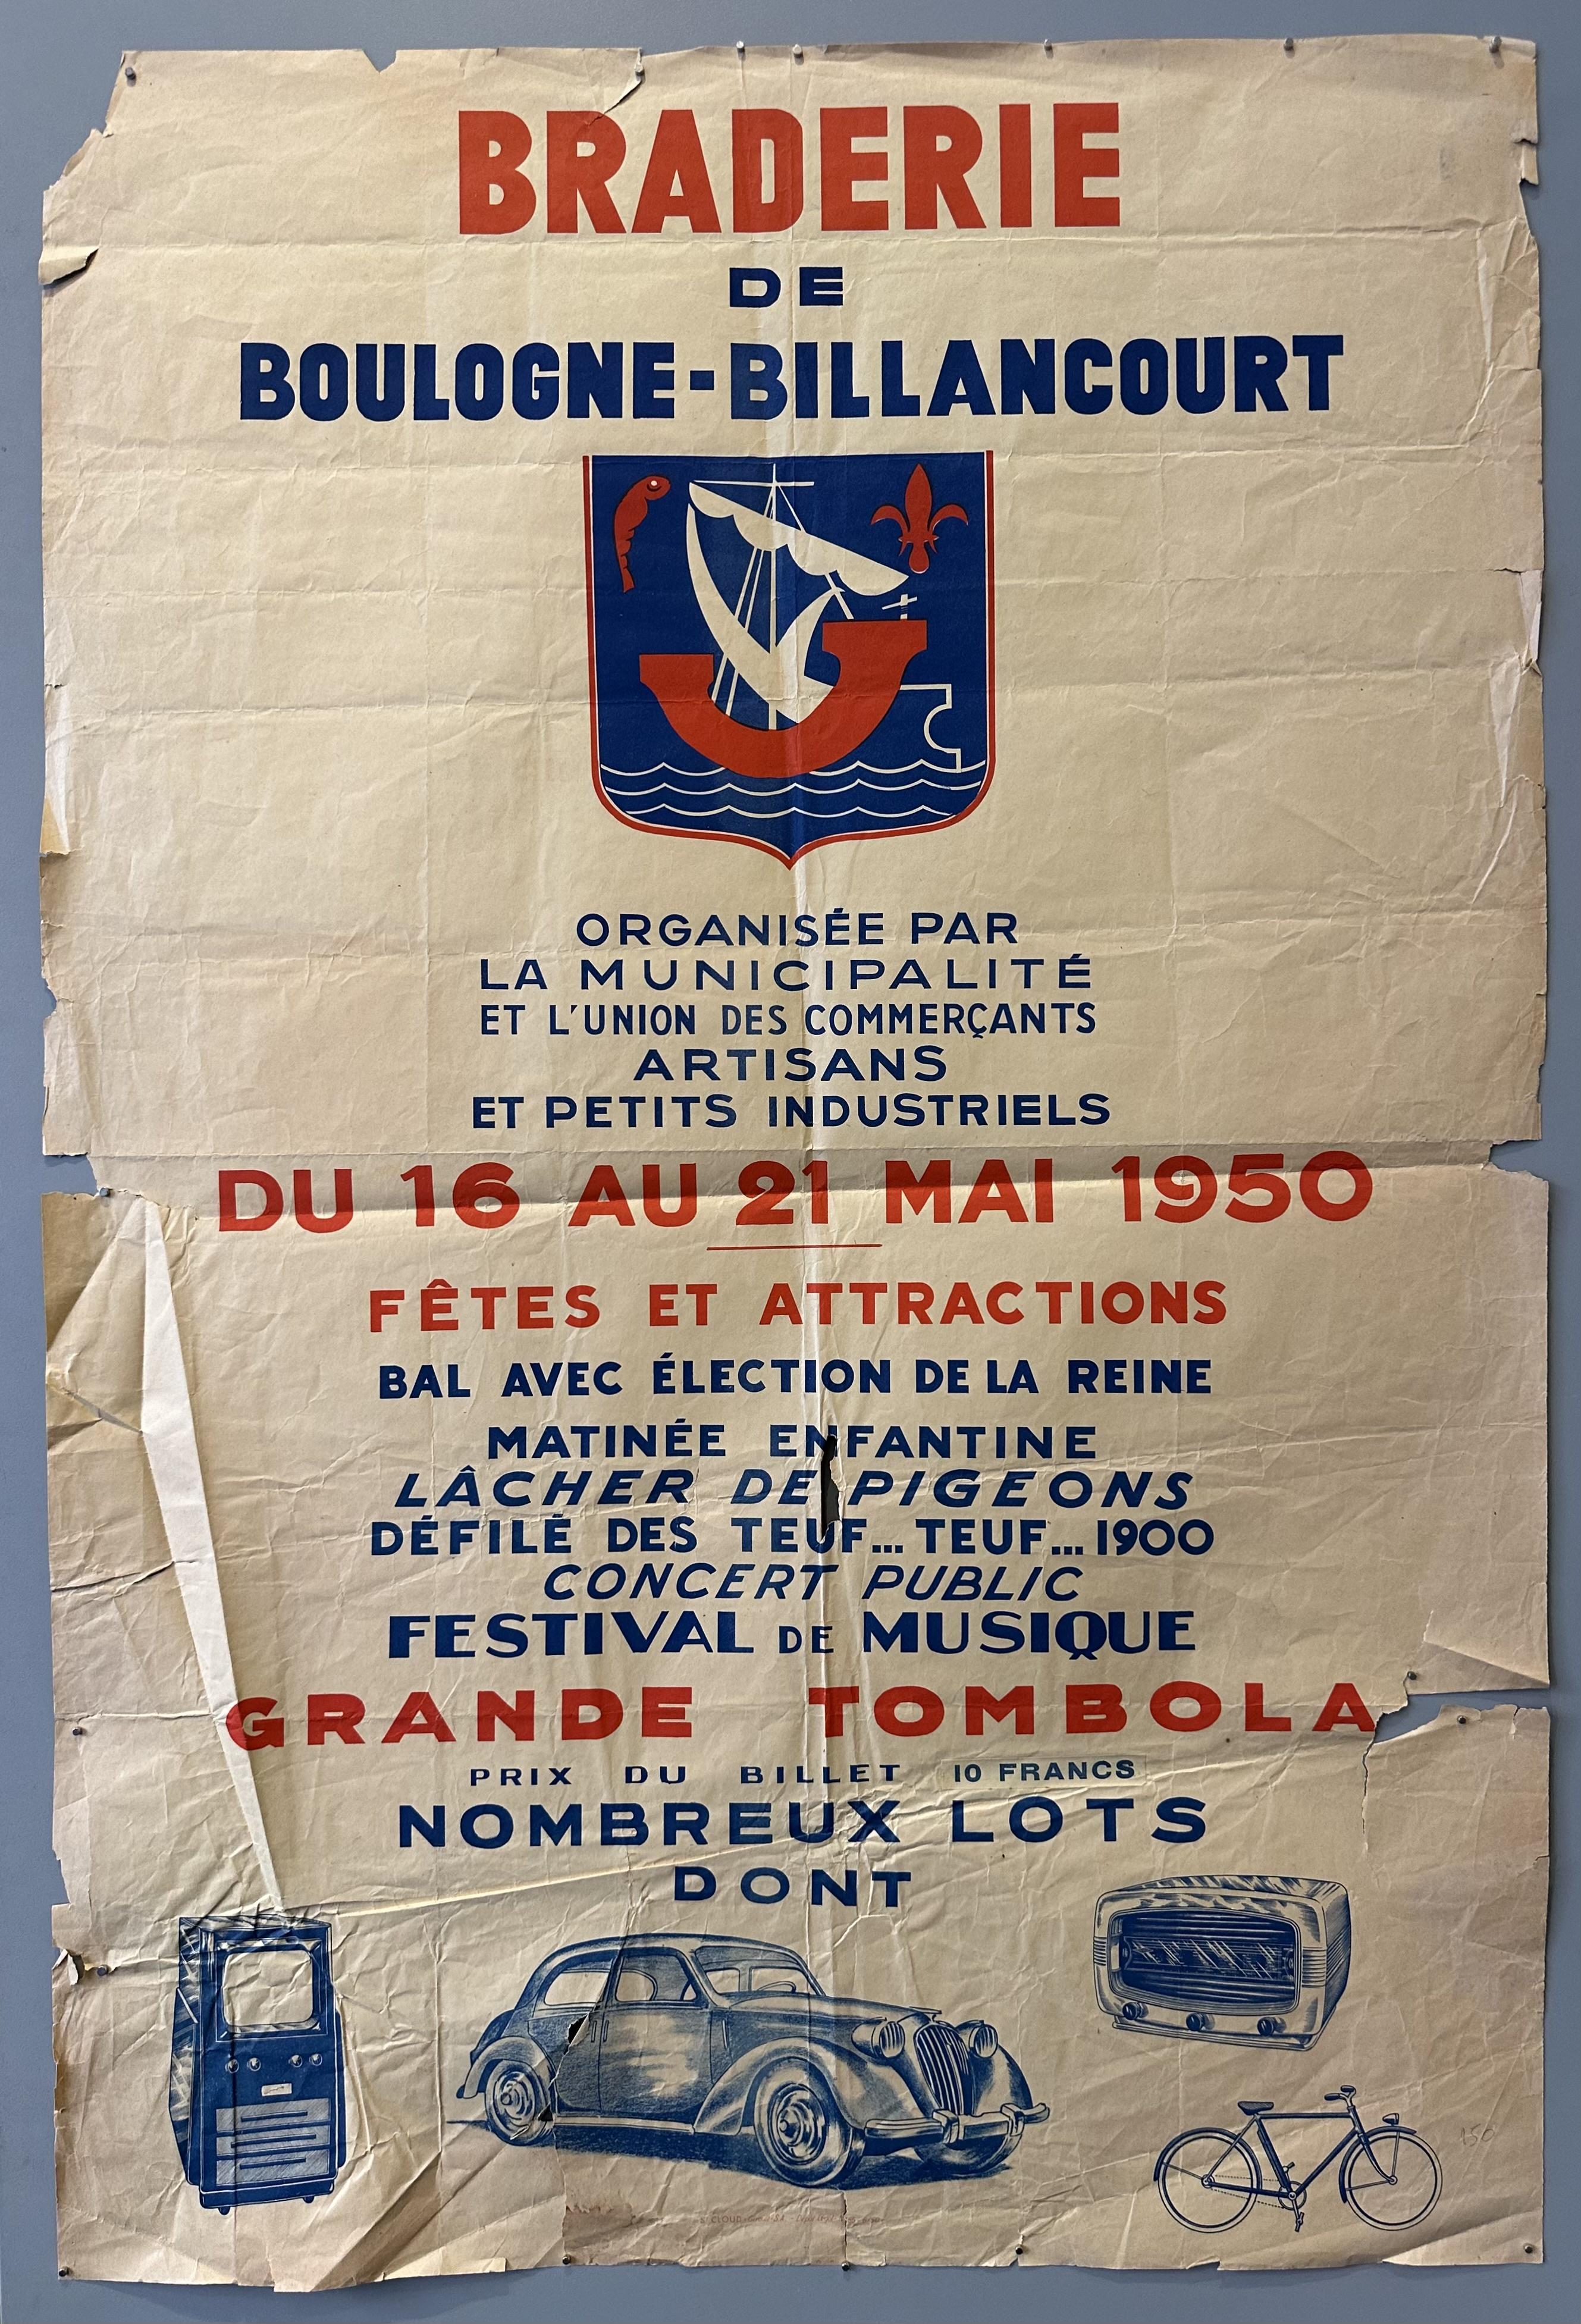 BRADERIE
DE
BOULOGNE-BILLANCOURT
ORGANISÉE PAR
LA MUNICIPALITÉ
ET L'UNION DES COMMERÇANTS
ARTISANS
ET PETITS INDUSTRIELS
DU 16 AU 21 MAI 1950
FÊTES ET ATTRACTIONS
BAL AVEC ÉLECTION DE LA REINE
MATINÉE ENFANTINE
LÂCHER DE PIGEONS
DÉFILÉ DES TEUF... TEUF... 1900
CONCERT PUBLIC
FESTIVAL DE MUSIQUE
GRANDE TOMBOLA
PRIX DU BILLET 10 FRANCS
NOMBREUX LOTS
DONT
150
CLOUD